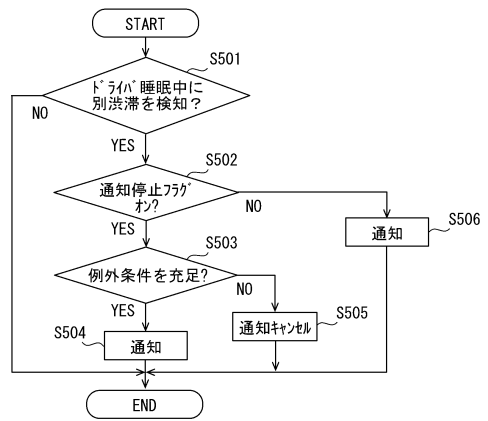 START
S501
ﾄﾞﾗｲﾊﾞ睡眠中に
別渋滞を検知？
NO
YES
S502
通知停止ﾌﾗｸﾞ
ｵﾝ?
NO
YES
S506
通知
S503
例外条件を充足?
NO
YES
S504
通知
S505
通知ｷｬﾝｾﾙ
END